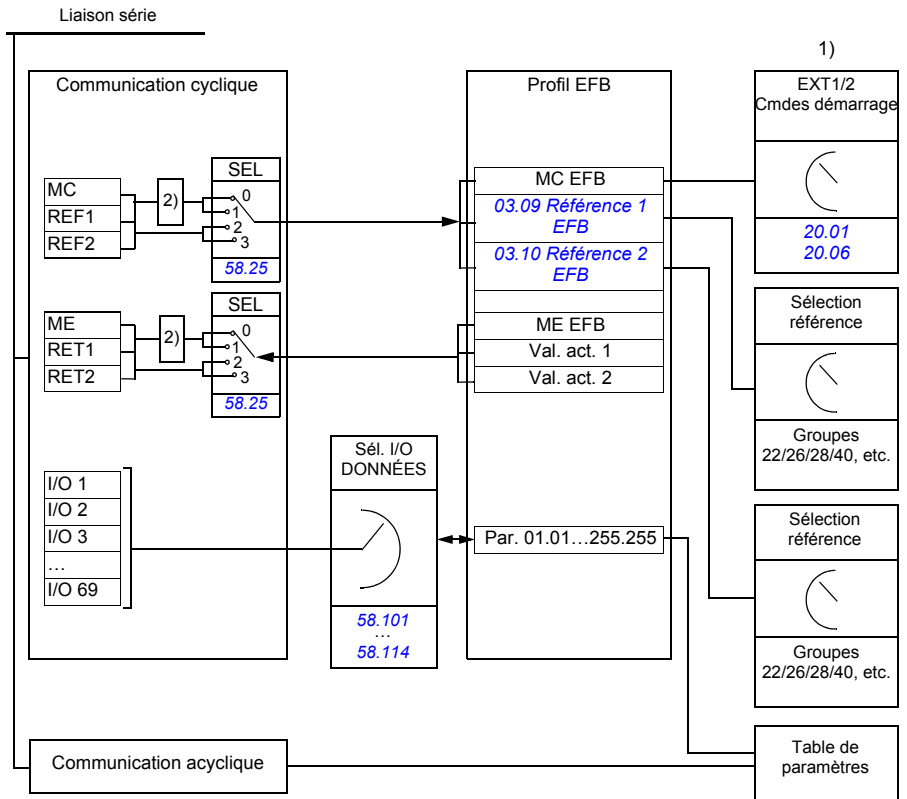 Liaison série
Communication cyclique
MC
REF1
REF2
2)
SEL
0
1
2
3
58.25
ME
RET1
RET2
2)
SEL
0
1
2
3
58.25
I/O 1
I/O 2
I/O 3
…
I/O 69
Sél. I/O
DONNÉES
58.101
…
58.114
Profil EFB
MC EFB
03.09 Référence 1
EFB
03.10 Référence 2
EFB
ME EFB
Val. act. 1
Val. act. 2
Par. 01.01…255.255
1)
EXT1/2
Cmdes démarrage
20.01
20.06
Sélection
référence
Groupes
22/26/28/40, etc.
Sélection
référence
Groupes
22/26/28/40, etc.
Communication acyclique
Table de
paramètres